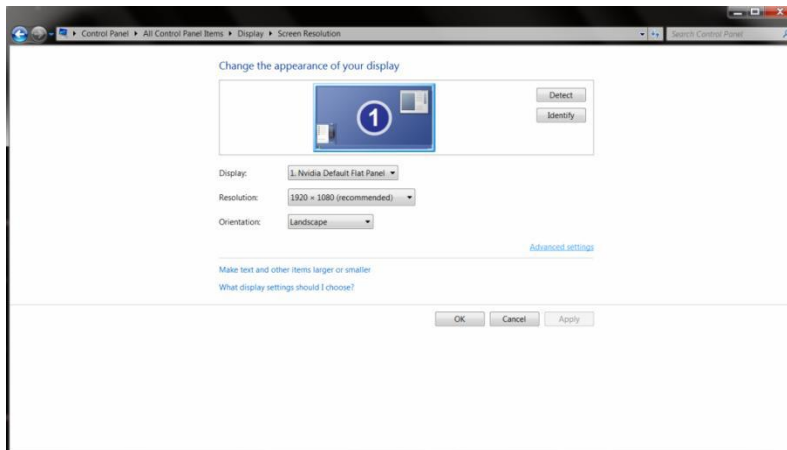 Control Panel ▸ All Control Panel Items ▸ Display ▸ Screen Resolution
Search Control Panel
Change the appearance of your display
1
Detect
Identify
Display: 1. Nvidia Default Flat Panel
Resolution: 1920 × 1080 (recommended)
Orientation: Landscape
Advanced settings
Make text and other items larger or smaller
What display settings should I choose?
OK Cancel Apply